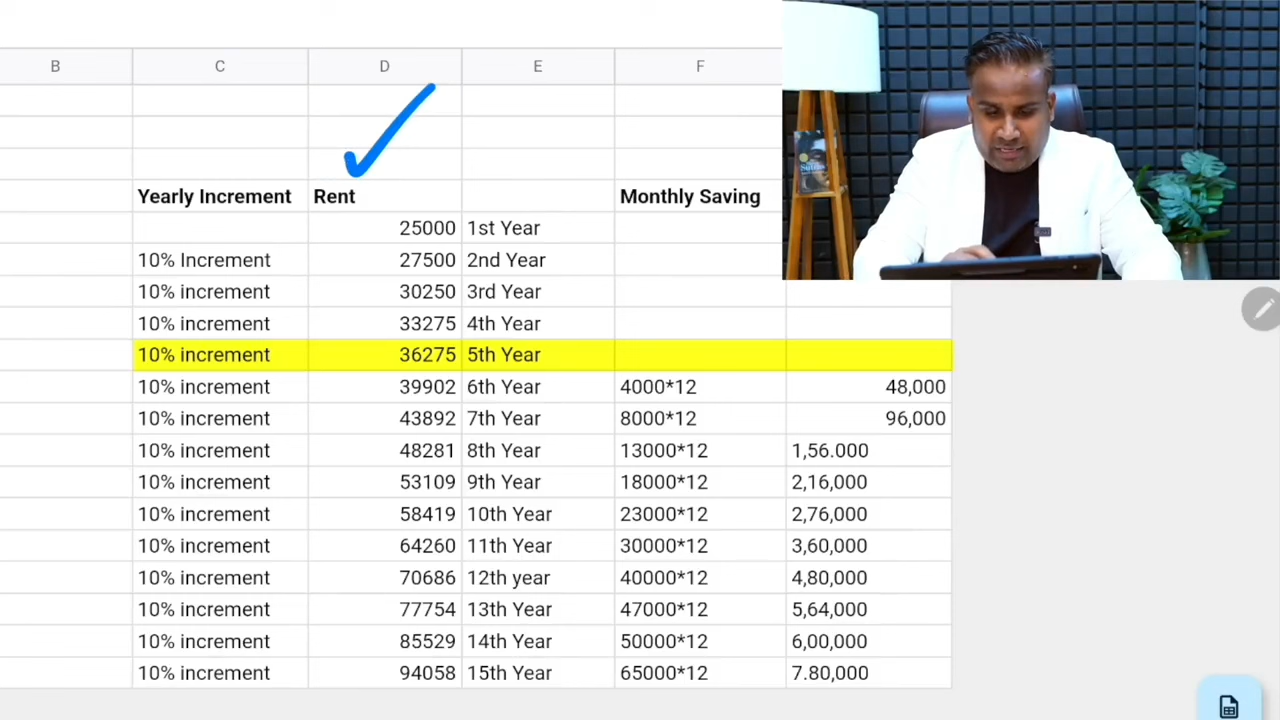 B C D E F
Yearly Increment Rent Monthly Saving
25000 1st Year
10% Increment 27500 2nd Year
10% increment 30250 3rd Year
10% increment 33275 4th Year
10% increment 36275 5th Year
10% increment 39902 6th Year 4000*12 48,000
10% increment 43892 7th Year 8000*12 96,000
10% increment 48281 8th Year 13000*12 1,56.000
10% increment 53109 9th Year 18000*12 2,16,000
10% increment 58419 10th Year 23000*12 2,76,000
10% increment 64260 11th Year 30000*12 3,60,000
10% increment 70686 12th year 40000*12 4,80,000
10% increment 77754 13th Year 47000*12 5,64,000
10% increment 85529 14th Year 50000*12 6,00,000
10% increment 94058 15th Year 65000*12 7.80,000